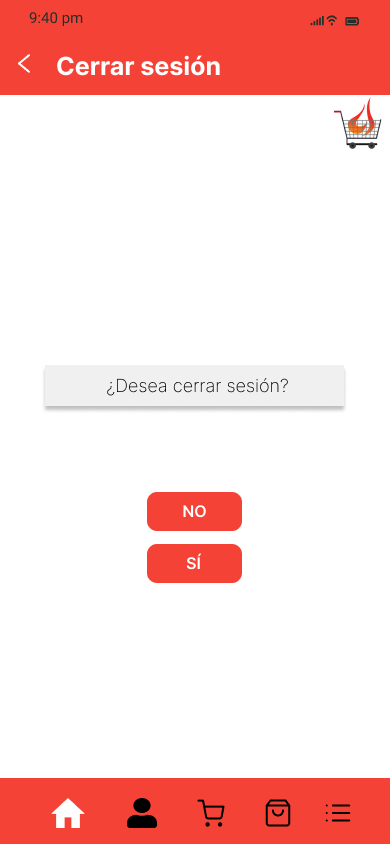 9:40 pm
Cerrar sesión
¿Desea cerrar sesión?
NO
SÍ